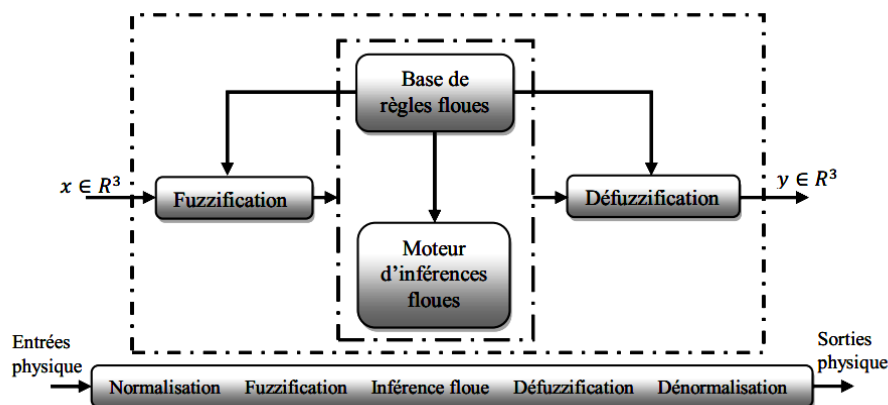 Base de
règles floues
x ∈ R³
Fuzzification
y ∈ R³
Défuzzification
Moteur
d'inférences
floues
Entrées
physique
Sorties
physique
Normalisation Fuzzification Inférence floue Défuzzification Dénormalisation